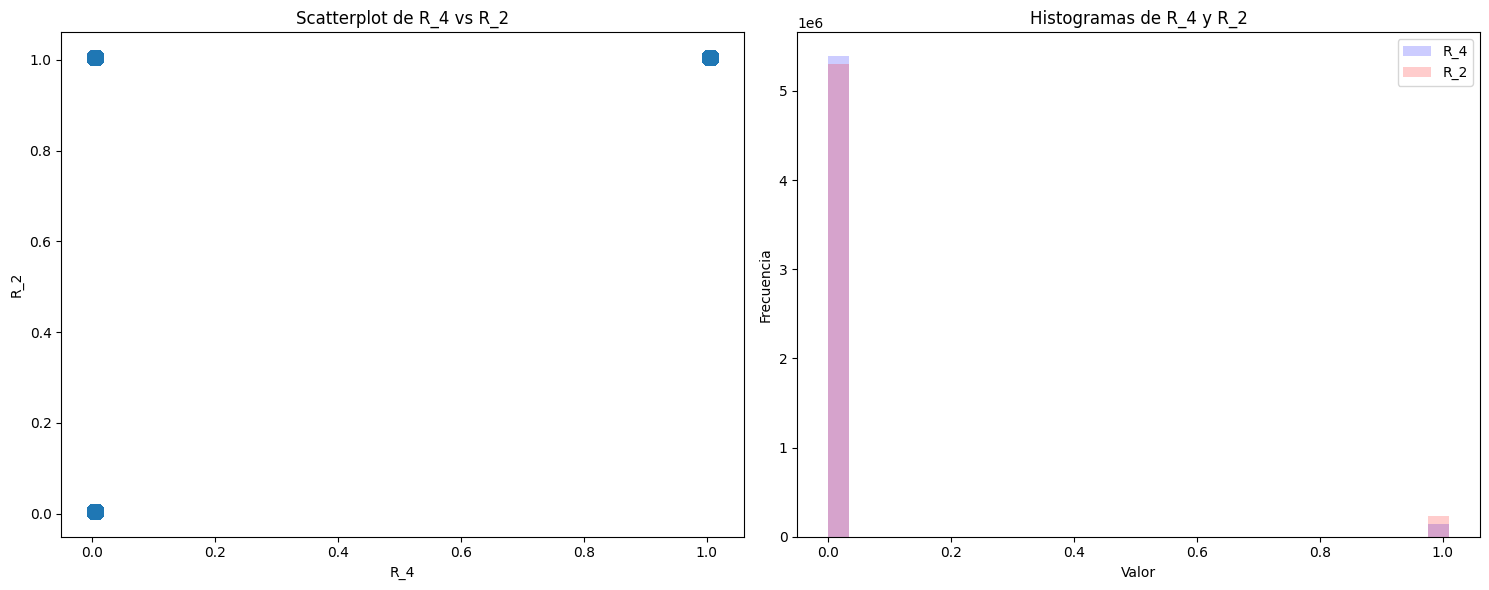 Scatterplot de R_4 vs R_2
1.0
0.8
0.6
0.4
0.2
0.0
R_2
0.0 0.2 0.4 0.6 0.8 1.0
R_4
Histogramas de R_4 y R_2
1e6
R_4
R_2
5
4
3
2
1
0
Frecuencia
0.0 0.2 0.4 0.6 0.8 1.0
Valor